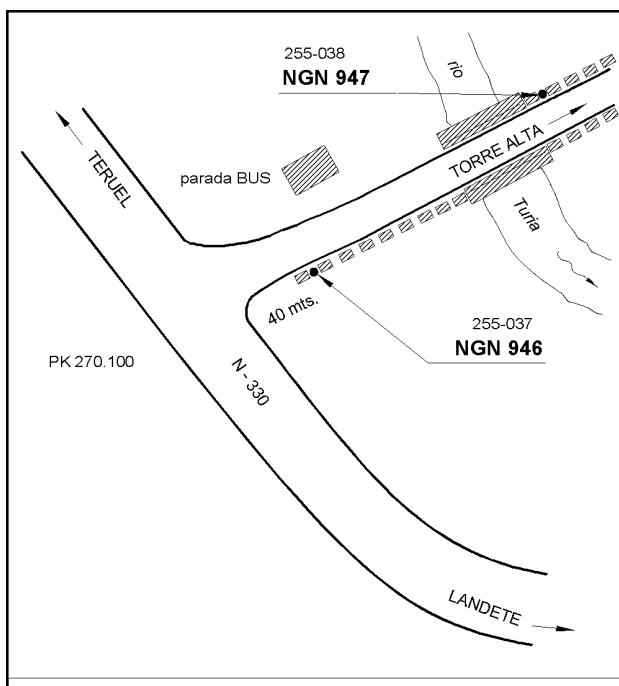 255-038
NGN 947
rio
TERUEL
parada BUS
TORRE ALTA
Turia
40 mts.
255-037
NGN 946
PK 270.100
N - 330
LANDETE